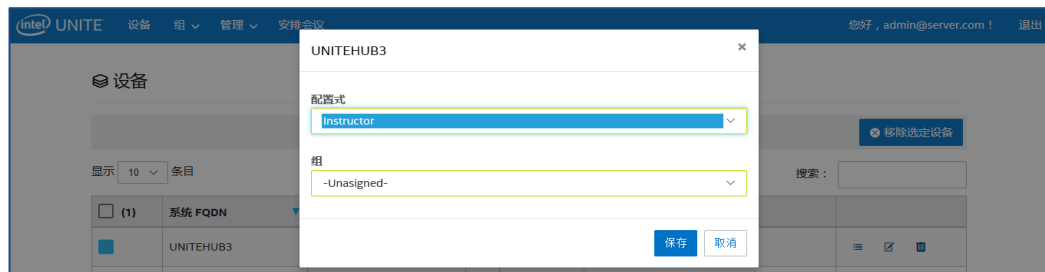 intel UNITE 设备 组 管理 安排会议 您好，admin@server.com！ 退出
UNITEHUB3 ×
设备
配置式
Instructor
移除选定设备
组
显示 10 条目 搜索：
-Unasigned-
(1) 系统 FQDN
保存 取消
UNITEHUB3